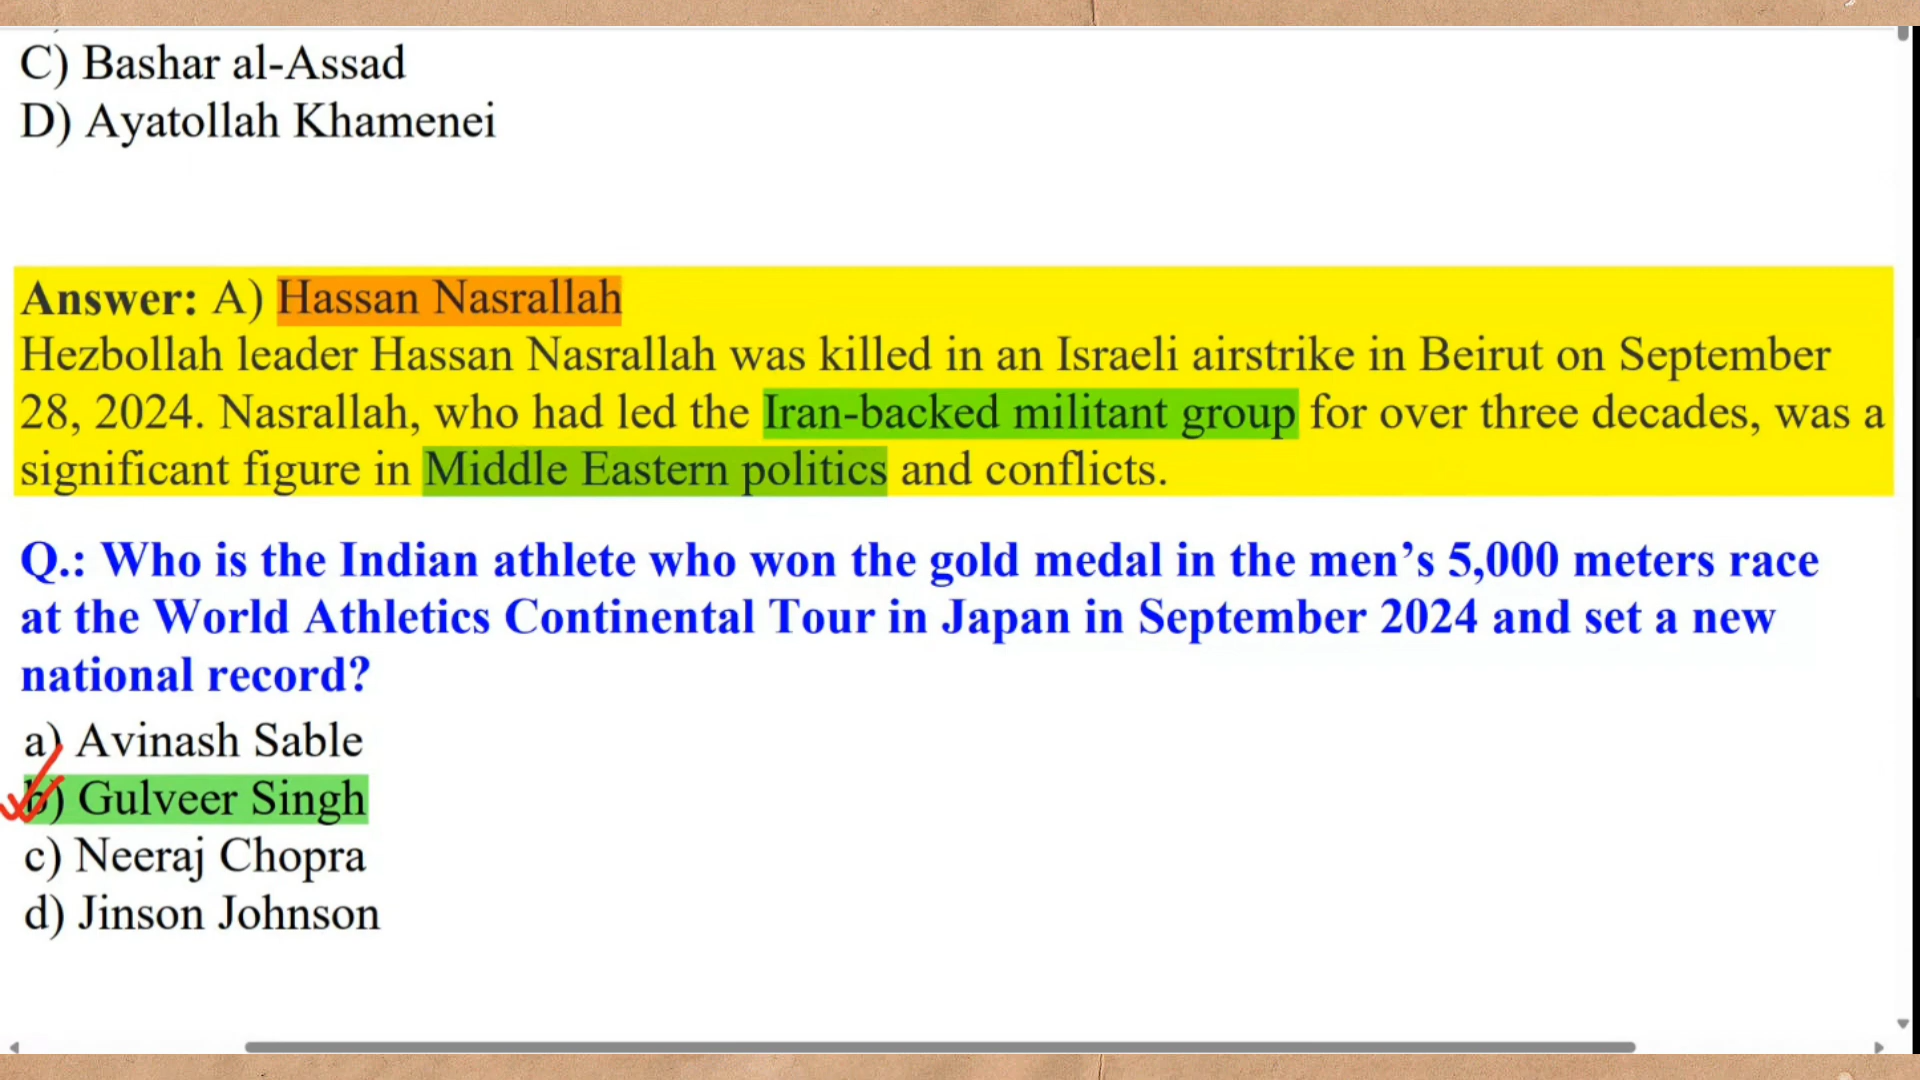 C) Bashar al-Assad
D) Ayatollah Khamenei
Answer: A) Hassan Nasrallah
Hezbollah leader Hassan Nasrallah was killed in an Israeli airstrike in Beirut on September
28, 2024. Nasrallah, who had led the Iran-backed militant group for over three decades, was a
significant figure in Middle Eastern politics and conflicts.
Q.: Who is the Indian athlete who won the gold medal in the men’s 5,000 meters race
at the World Athletics Continental Tour in Japan in September 2024 and set a new
national record?
a) Avinash Sable
b) Gulveer Singh
c) Neeraj Chopra
d) Jinson Johnson